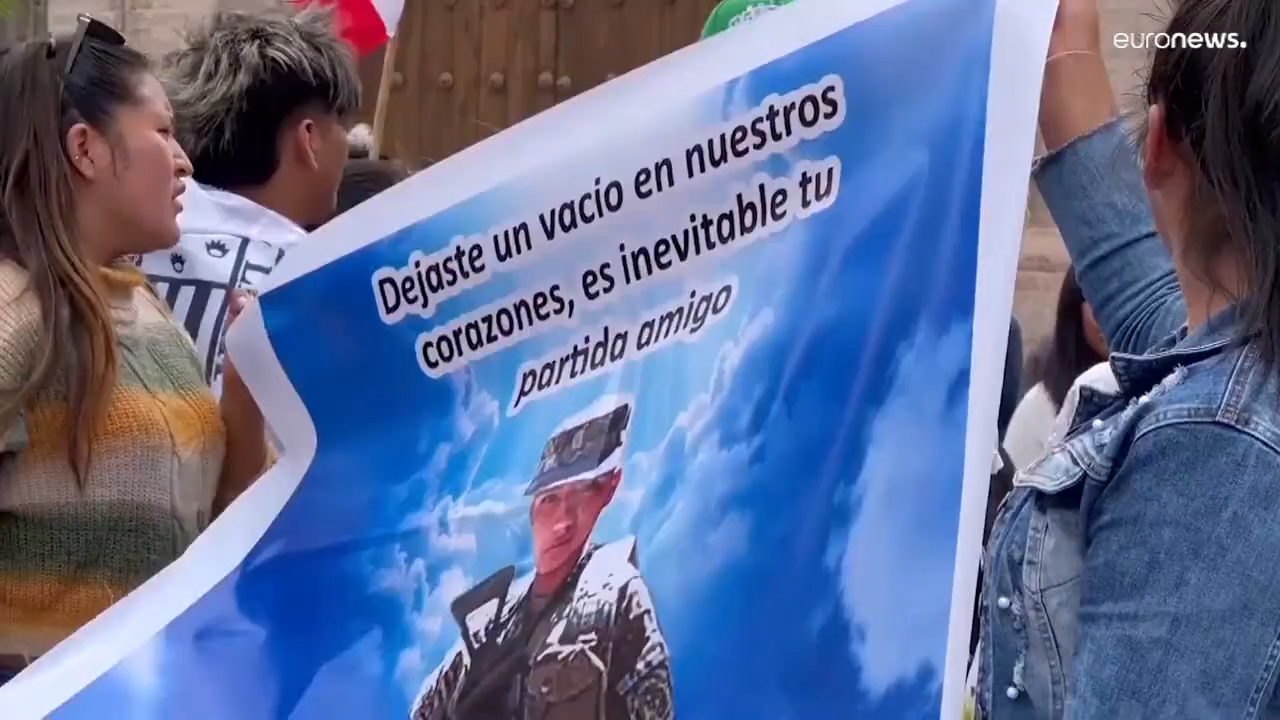 euronews.
Dejaste un vacio en nuestros
corazones, es inevitable tu
partida amigo